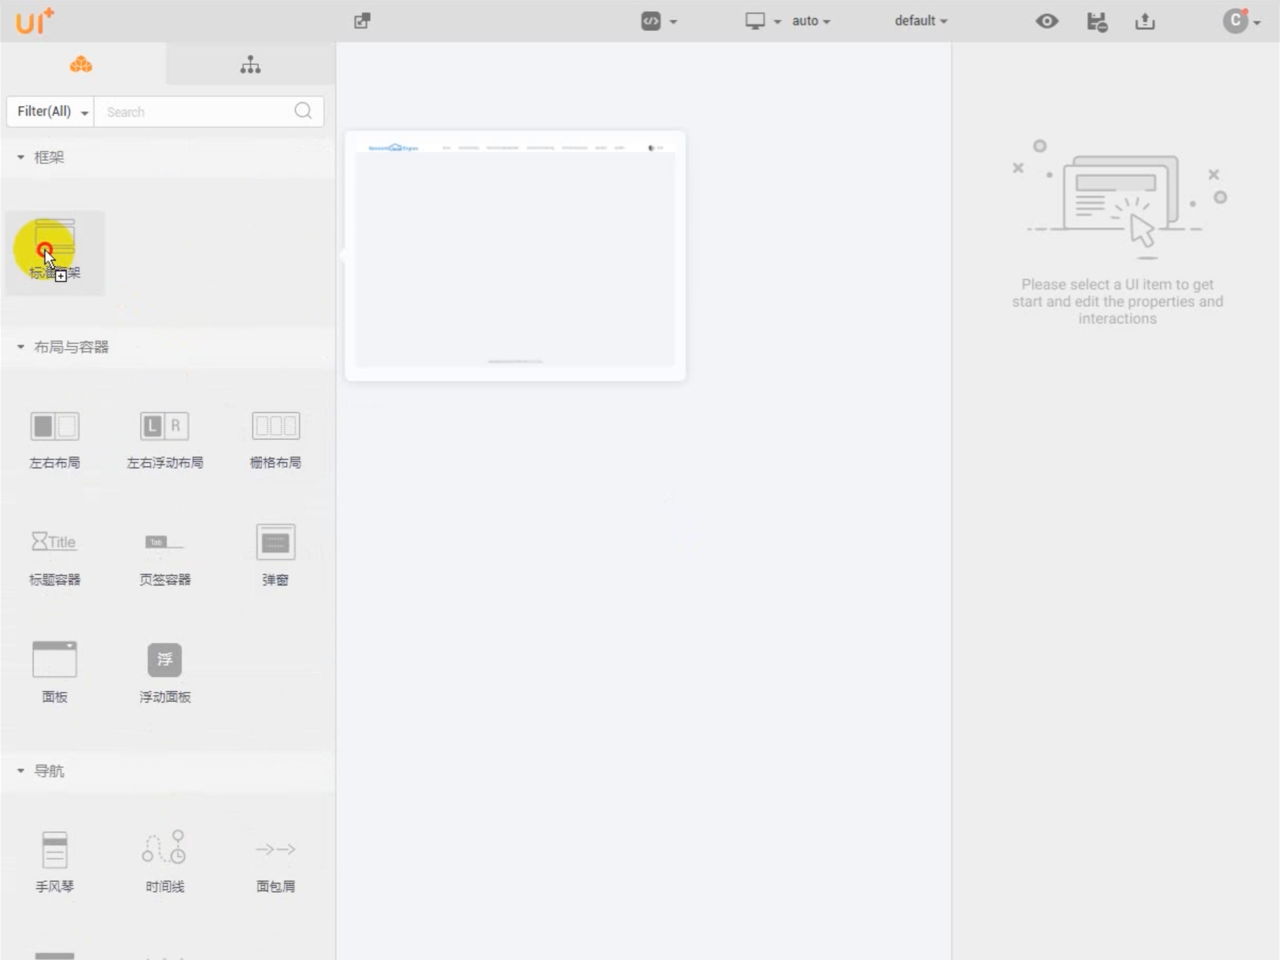 UI+
auto
default
C
Filter(All)
Search
框架
标准框架
布局与容器
L R
左右布局
左右浮动布局
栅格布局
Title
Tab
标题容器
页签容器
弹窗
浮
面板
浮动面板
导航
手风琴
时间线
面包屑
Please select a UI item to get
start and edit the properties and
interactions